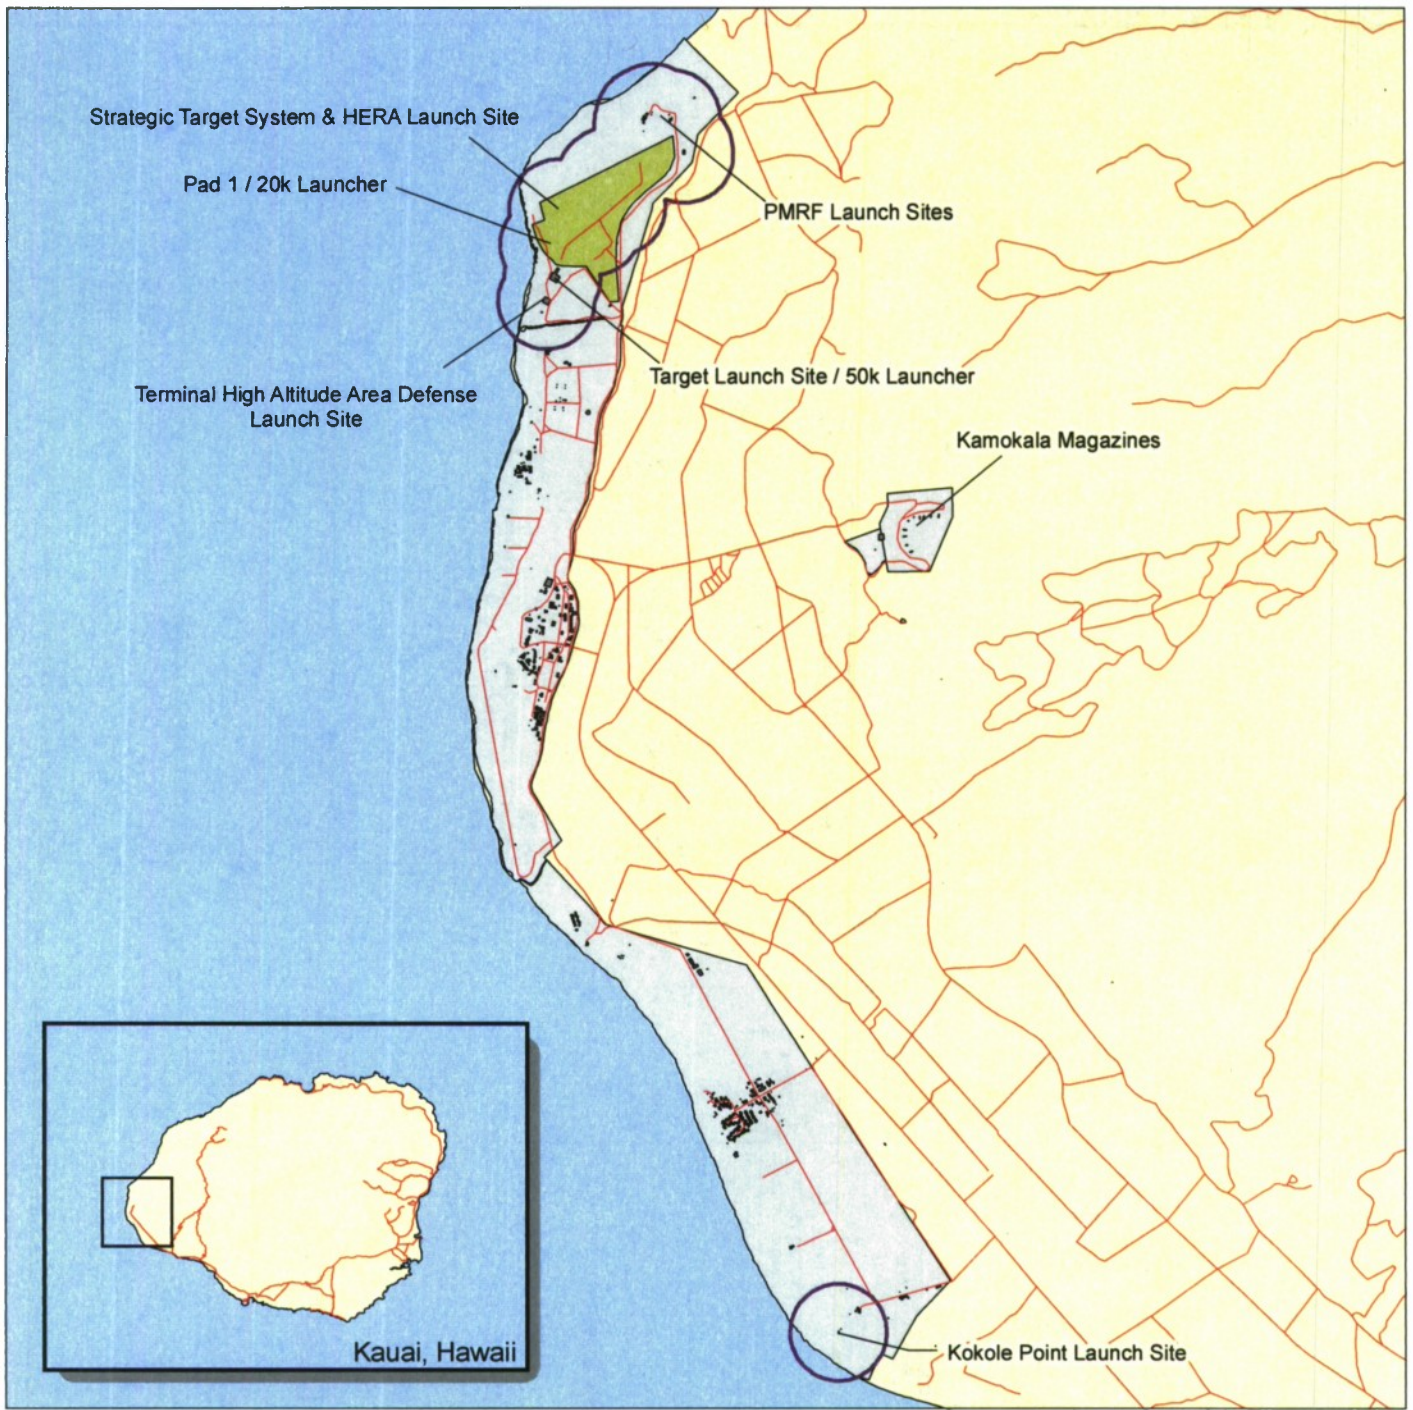 Strategic Target System & HERA Launch Site
Pad 1 / 20k Launcher
PMRF Launch Sites
Target Launch Site / 50k Launcher
Terminal High Altitude Area Defense
Launch Site
Kamokala Magazines
Kauai, Hawaii
Kokole Point Launch Site